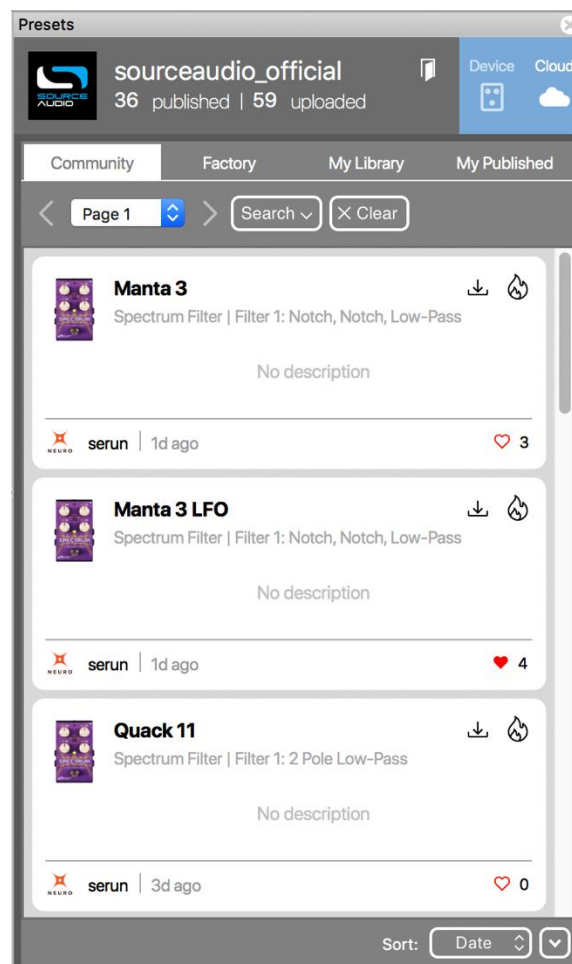 Presets
sourceaudio_official
36 published | 59 uploaded
Device
Cloud
SOURCE
AUDIO
Community
Factory
My Library
My Published
Page 1
Search
Clear
Manta 3
Spectrum Filter | Filter 1: Notch, Notch, Low-Pass
No description
NEURO
serun | 1d ago
3
Manta 3 LFO
Spectrum Filter | Filter 1: Notch, Notch, Low-Pass
No description
NEURO
serun | 1d ago
4
Quack 11
Spectrum Filter | Filter 1: 2 Pole Low-Pass
No description
NEURO
serun | 3d ago
0
Sort:
Date